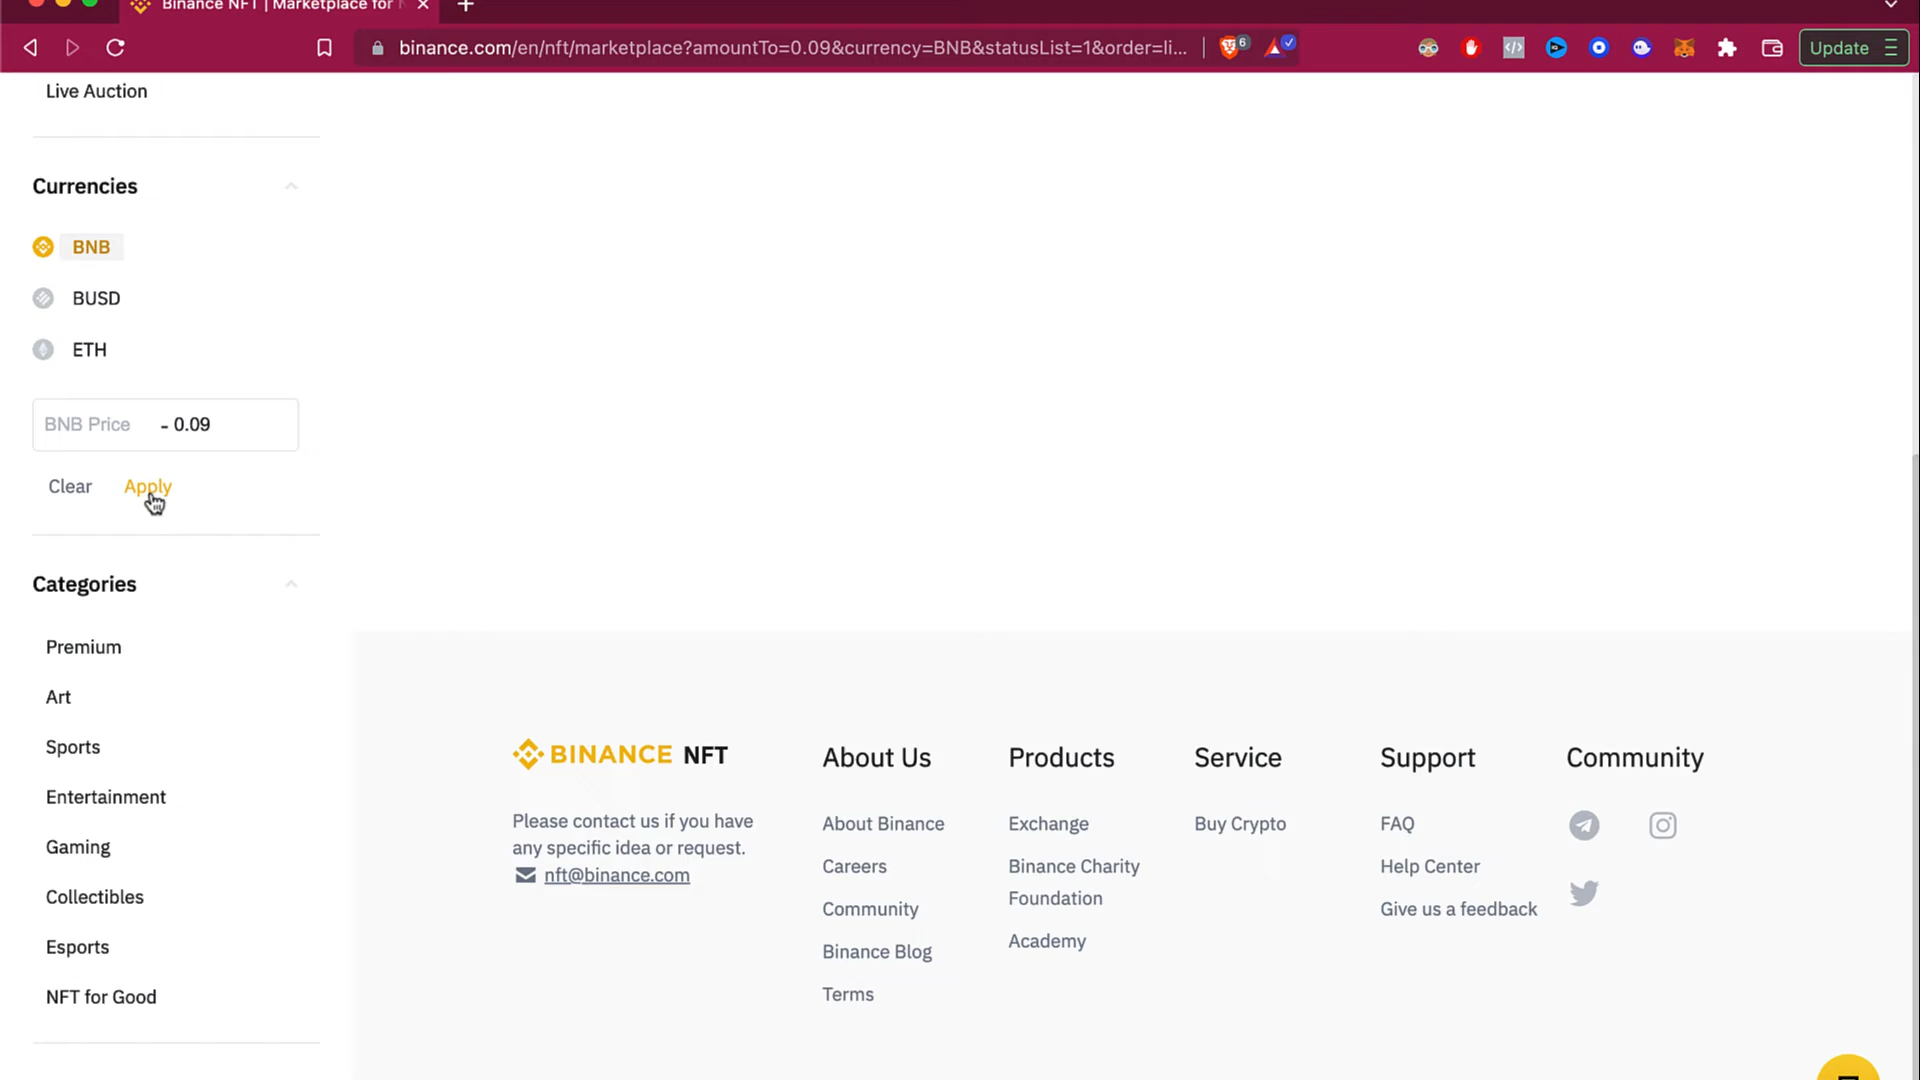 Binance NFT | Marketplace for
binance.com/en/nft/marketplace?amountTo=0.09&currency=BNB&statusList=1&order=li...
6
Update
Live Auction
Currencies
BNB
BUSD
ETH
BNB Price - 0.09
Clear Apply
Categories
Premium
Art
Sports
Entertainment
Gaming
Collectibles
Esports
NFT for Good
BINANCE NFT
Please contact us if you have
any specific idea or request.
nft@binance.com
About Us
About Binance
Careers
Community
Binance Blog
Terms
Products
Exchange
Binance Charity
Foundation
Academy
Service
Buy Crypto
Support
FAQ
Help Center
Give us a feedback
Community